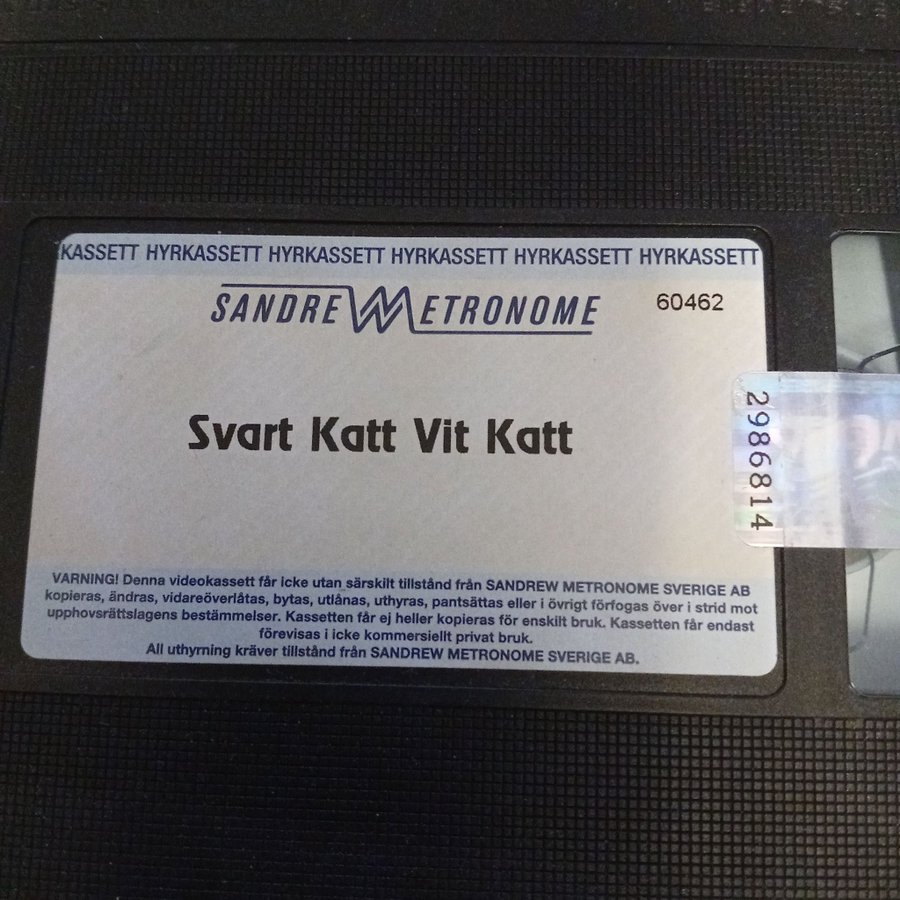 KASSETT HYRKASSETT HYRKASSETT HYRKASSETT HYRKASSETT HYRKASSETT
SANDREW METRONOME
60462
Svart Katt Vit Katt
2986814
VARNING! Denna videokassett får icke utan särskilt tillstånd från SANDREW METRONOME SVERIGE AB
kopieras, ändras, vidareöverlåtas, bytas, utlånas, uthyras, pantsättas eller i övrigt förfogas över i strid mot
upphovsrättslagens bestämmelser. Kassetten får ej heller kopieras för enskilt bruk. Kassetten får endast
förevisas i icke kommersiellt privat bruk.
All uthyrning kräver tillstånd från SANDREW METRONOME SVERIGE AB.